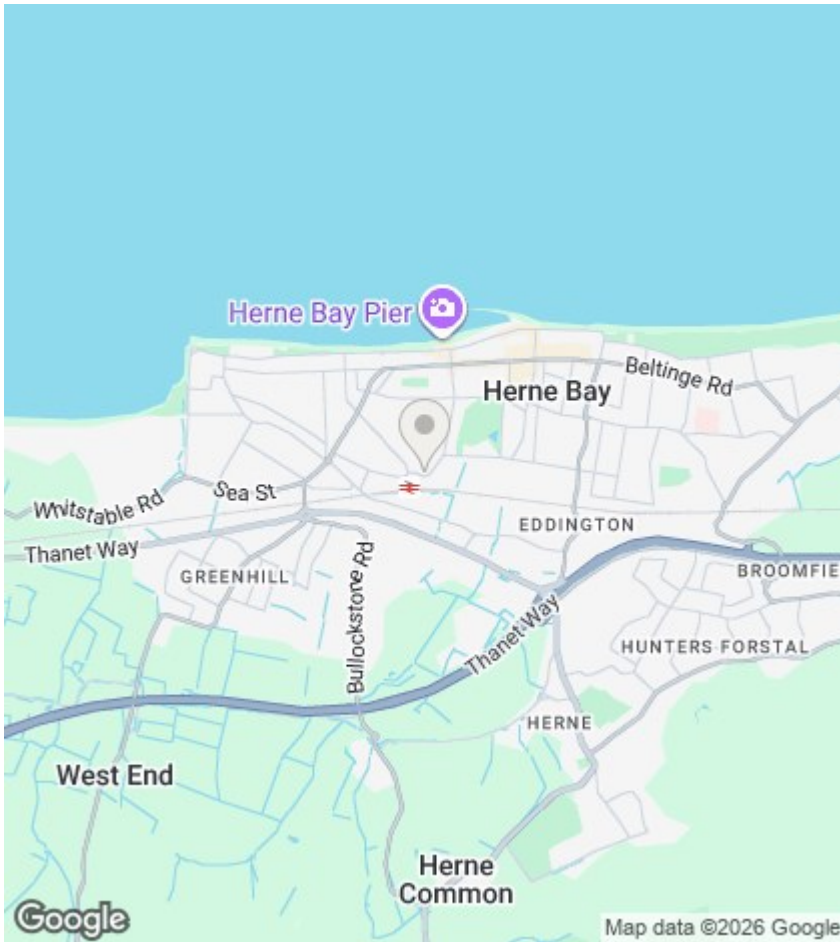 Herne Bay Pier
Beltinge Rd
Herne Bay
Sea St
Whitstable Rd
EDDINGTON
Thanet Way
BROOMFIE
GREENHILL
Bullockstone Rd
Thanet Way
HUNTERS FORSTAL
HERNE
West End
Herne
Common
Google
Map data ©2026 Google